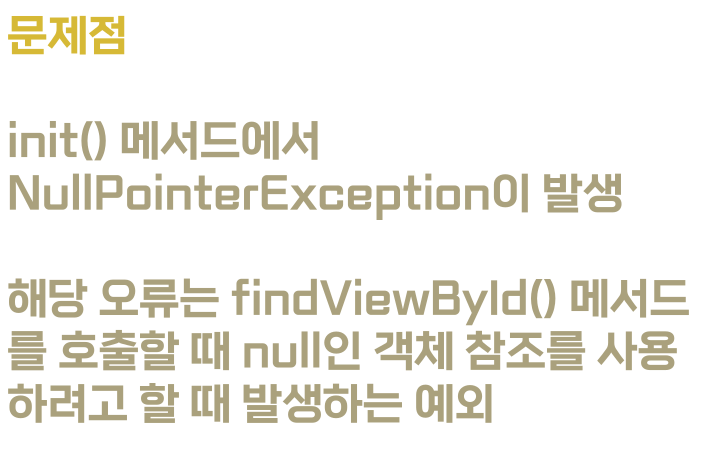 문제점
init() 메서드에서
NullPointerException이 발생
해당 오류는 findViewById() 메서드
를 호출할 때 null인 객체 참조를 사용
하려고 할 때 발생하는 예외